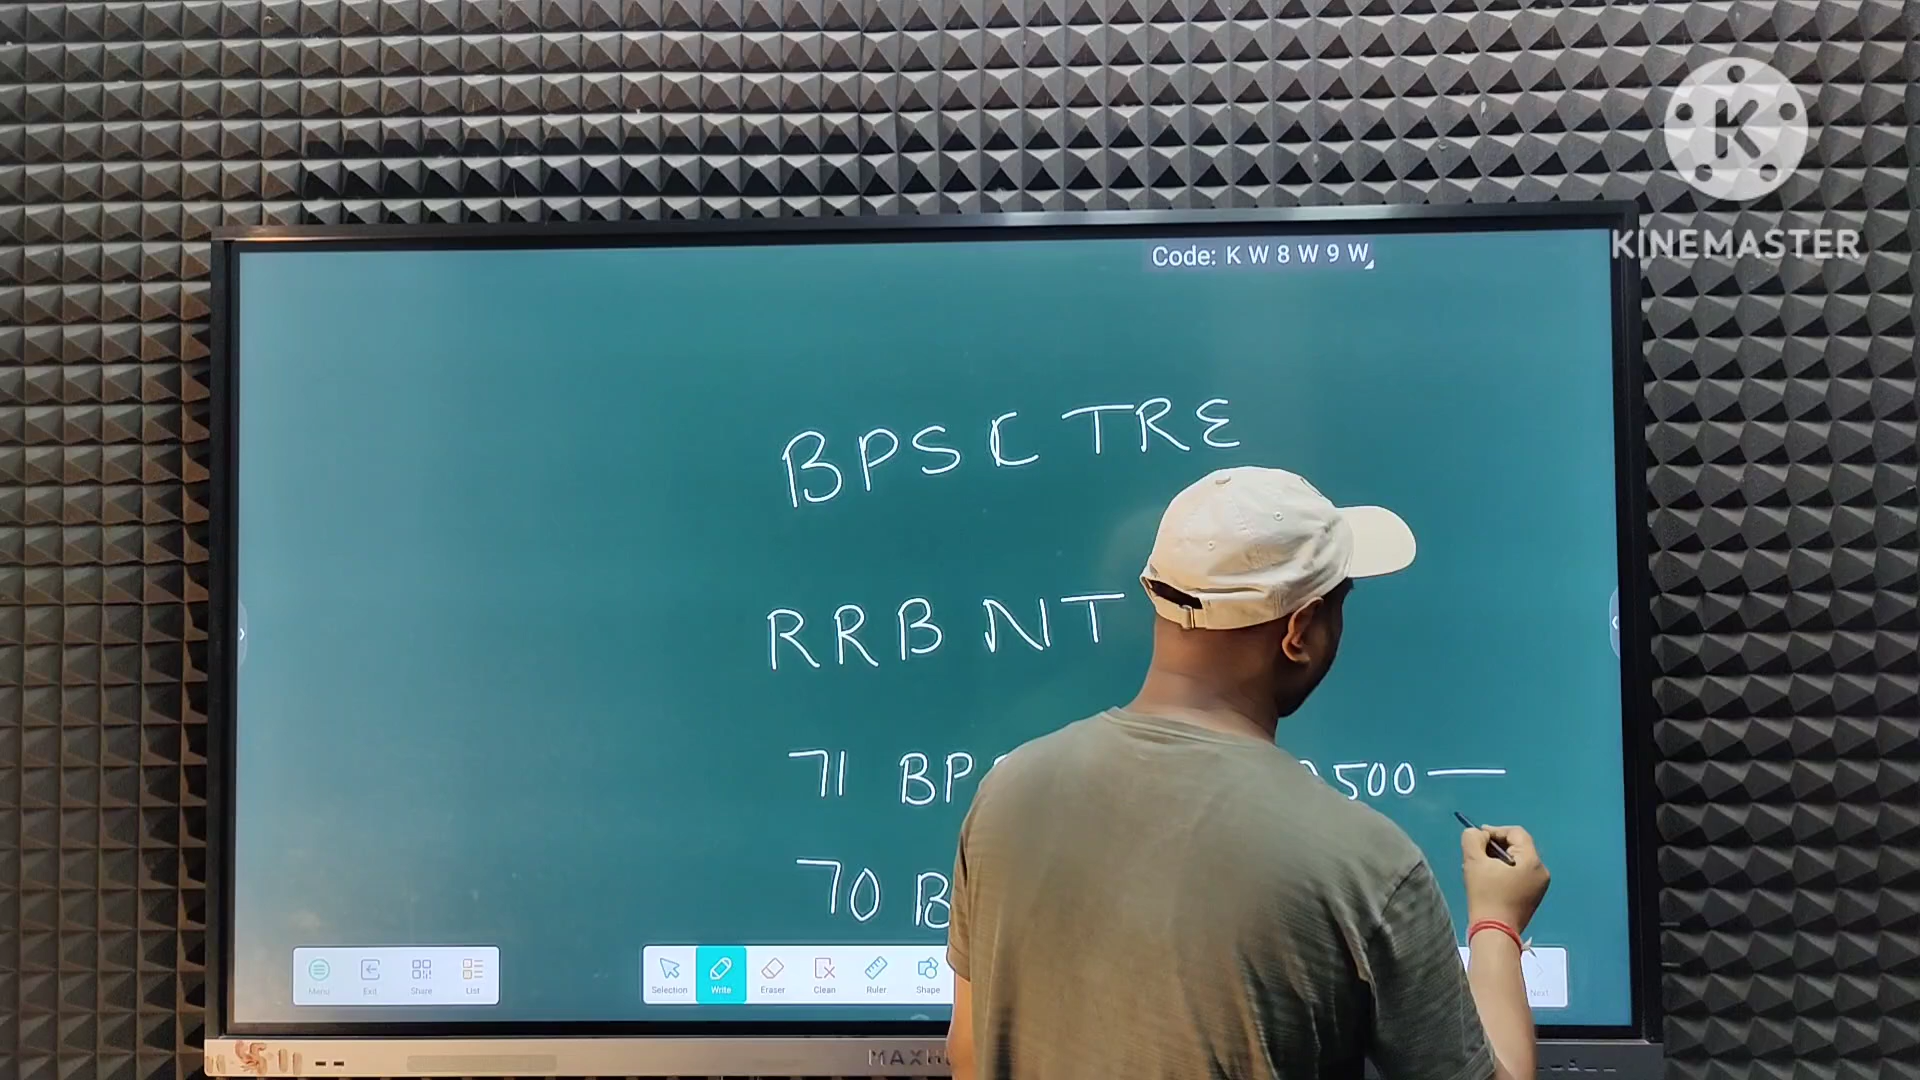 KINEMASTER
Code: K W 8 W 9 W
BPSC TRE
RRB NT
71 BP 500 —
70 B
Menu Exit Share List Selection Write Eraser Clean Ruler Shape Next
MAXH